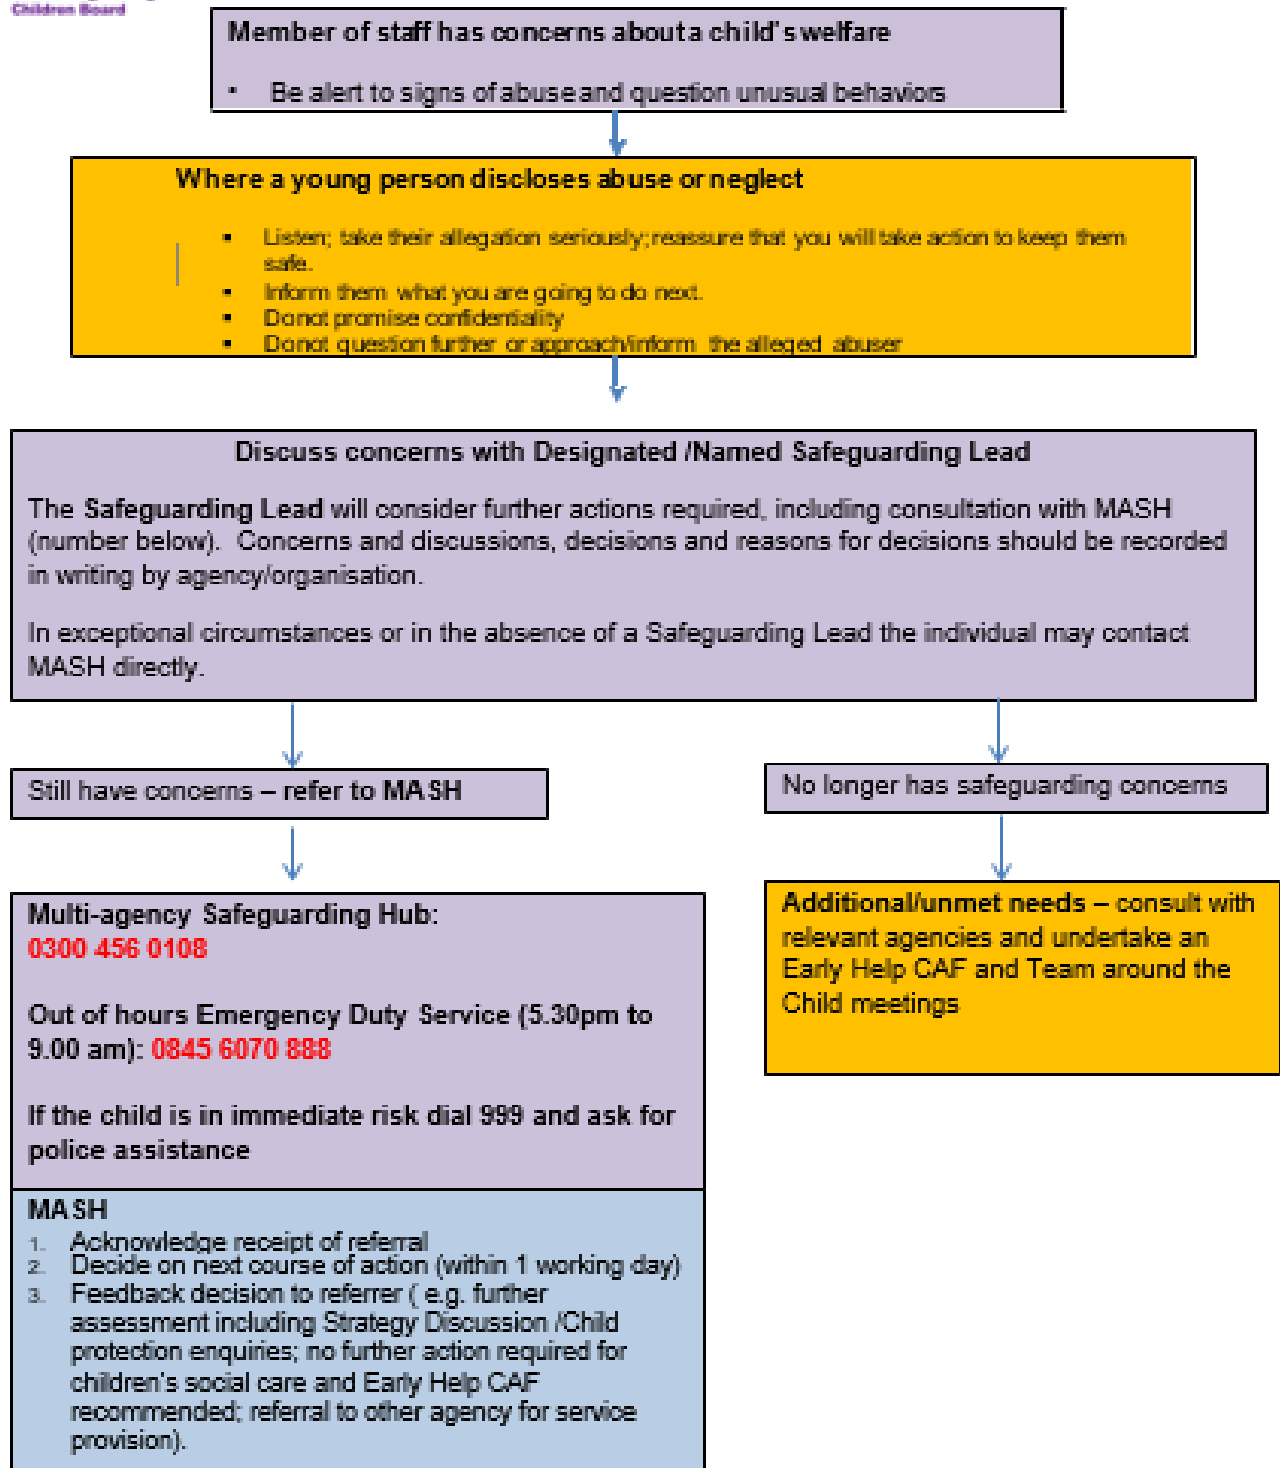 Children Board
Member of staff has concerns about a child's welfare
▪ Be alert to signs of abuse and question unusual behaviors
Where a young person discloses abuse or neglect
▪ Listen; take their allegation seriously; reassure that you will take action to keep them
safe.
▪ Inform them what you are going to do next.
▪ Do not promise confidentiality
▪ Do not question further or approach/inform the alleged abuser
Discuss concerns with Designated /Named Safeguarding Lead
The Safeguarding Lead will consider further actions required, including consultation with MASH
(number below). Concerns and discussions, decisions and reasons for decisions should be recorded
in writing by agency/organisation.
In exceptional circumstances or in the absence of a Safeguarding Lead the individual may contact
MASH directly.
Still have concerns – refer to MASH
No longer has safeguarding concerns
Multi-agency Safeguarding Hub:
0300 456 0108
Out of hours Emergency Duty Service (5.30pm to
9.00 am): 0845 6070 888
If the child is in immediate risk dial 999 and ask for
police assistance
Additional/unmet needs – consult with
relevant agencies and undertake an
Early Help CAF and Team around the
Child meetings
MASH
1. Acknowledge receipt of referral
2. Decide on next course of action (within 1 working day)
3. Feedback decision to referrer ( e.g. further
assessment including Strategy Discussion /Child
protection enquiries; no further action required for
children's social care and Early Help CAF
recommended; referral to other agency for service
provision).